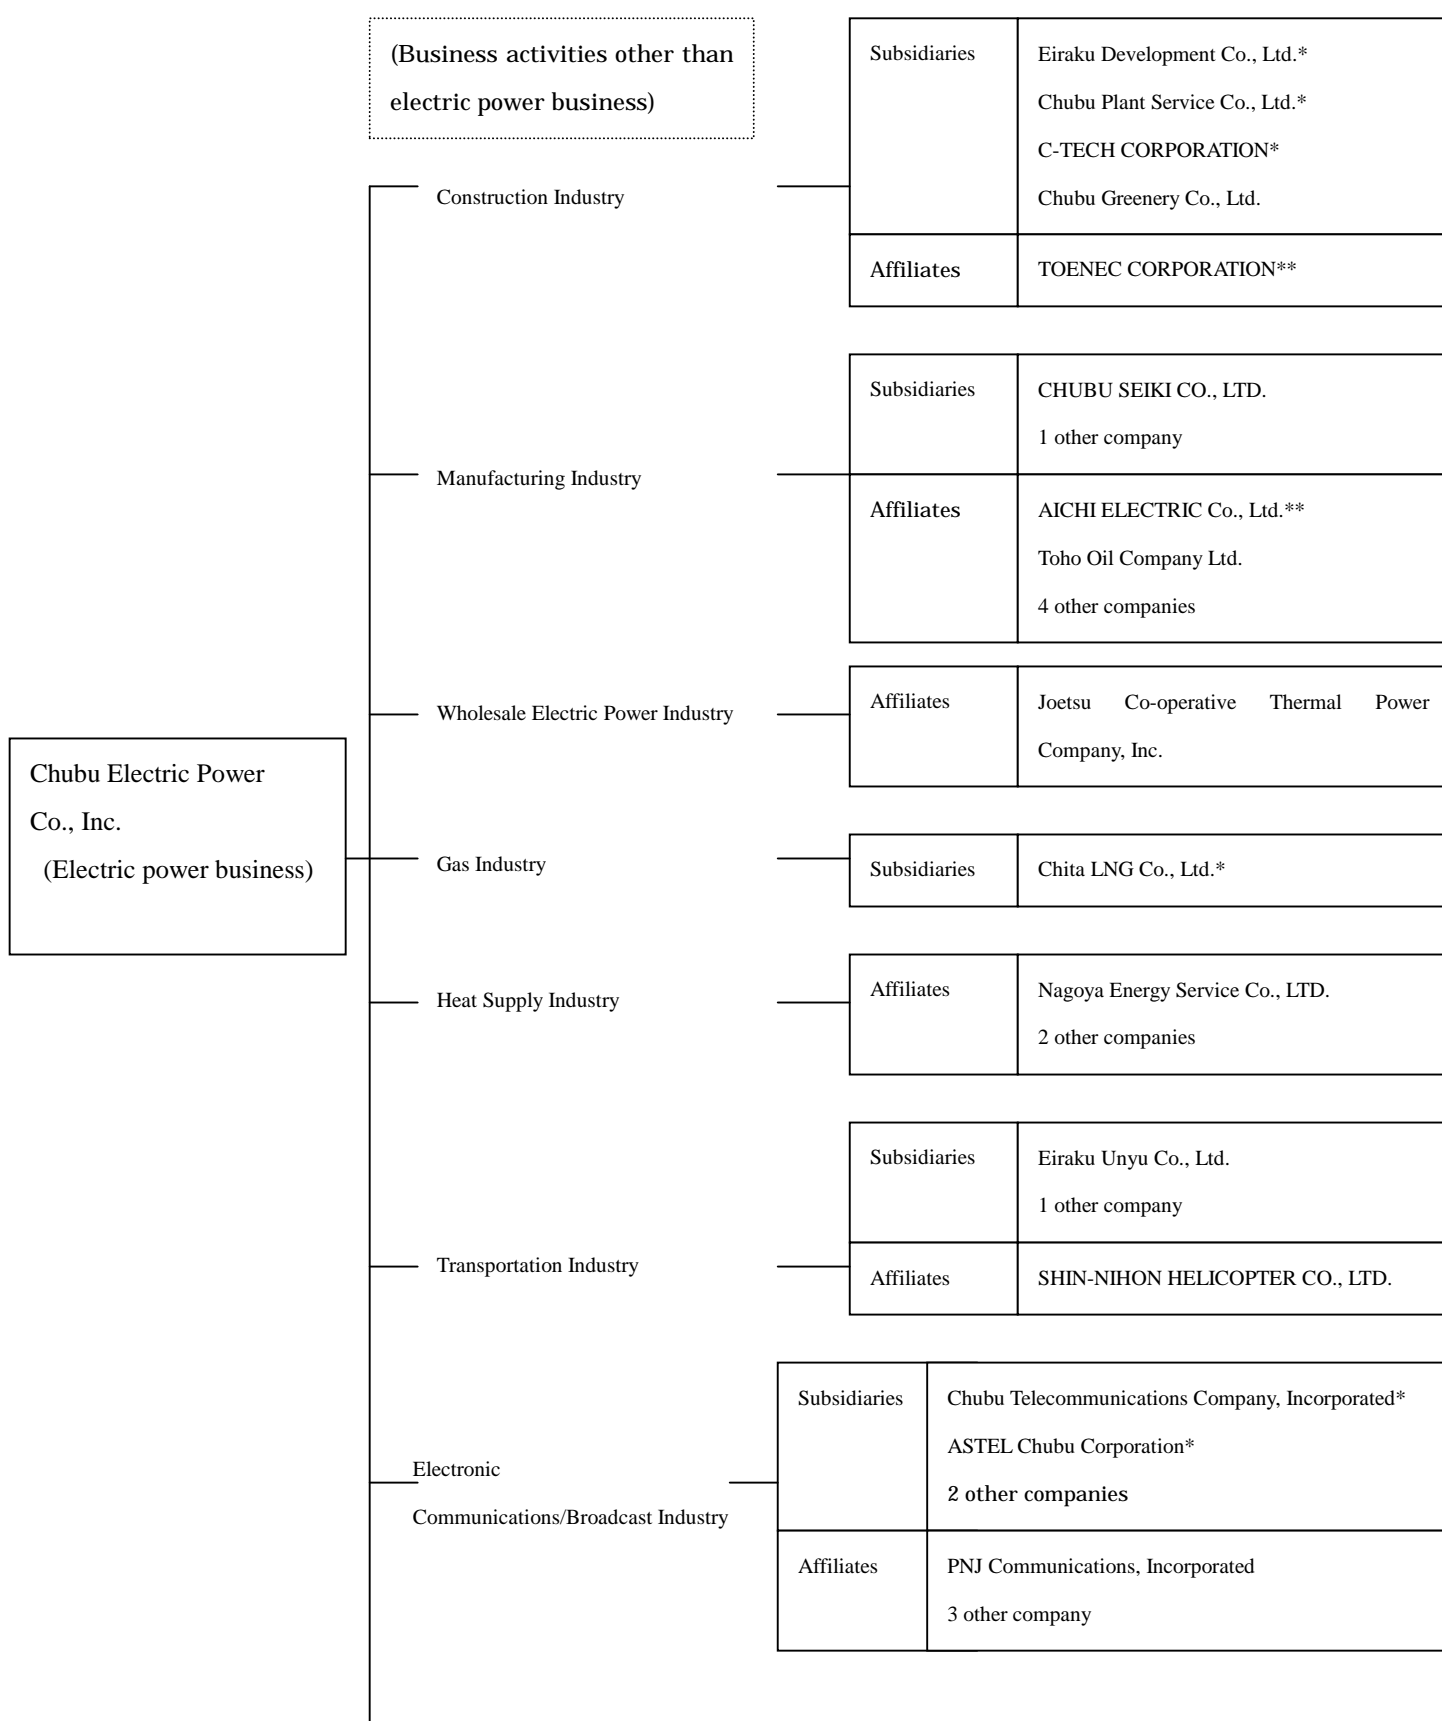 (Business activities other than
electric power business)
Construction Industry
Subsidiaries
Eiraku Development Co., Ltd.*
Chubu Plant Service Co., Ltd.*
C-TECH CORPORATION*
Chubu Greenery Co., Ltd.
Affiliates
TOENEC CORPORATION**
Manufacturing Industry
Subsidiaries
CHUBU SEIKI CO., LTD.
1 other company
Affiliates
AICHI ELECTRIC Co., Ltd.**
Toho Oil Company Ltd.
4 other companies
Wholesale Electric Power Industry
Affiliates
Joetsu Co-operative Thermal Power
Company, Inc.
Chubu Electric Power
Co., Inc.
(Electric power business)
Gas Industry
Subsidiaries
Chita LNG Co., Ltd.*
Heat Supply Industry
Affiliates
Nagoya Energy Service Co., LTD.
2 other companies
Transportation Industry
Subsidiaries
Eiraku Unyu Co., Ltd.
1 other company
Affiliates
SHIN-NIHON HELICOPTER CO., LTD.
Electronic
Communications/Broadcast Industry
Subsidiaries
Chubu Telecommunications Company, Incorporated*
ASTEL Chubu Corporation*
2 other companies
Affiliates
PNJ Communications, Incorporated
3 other company